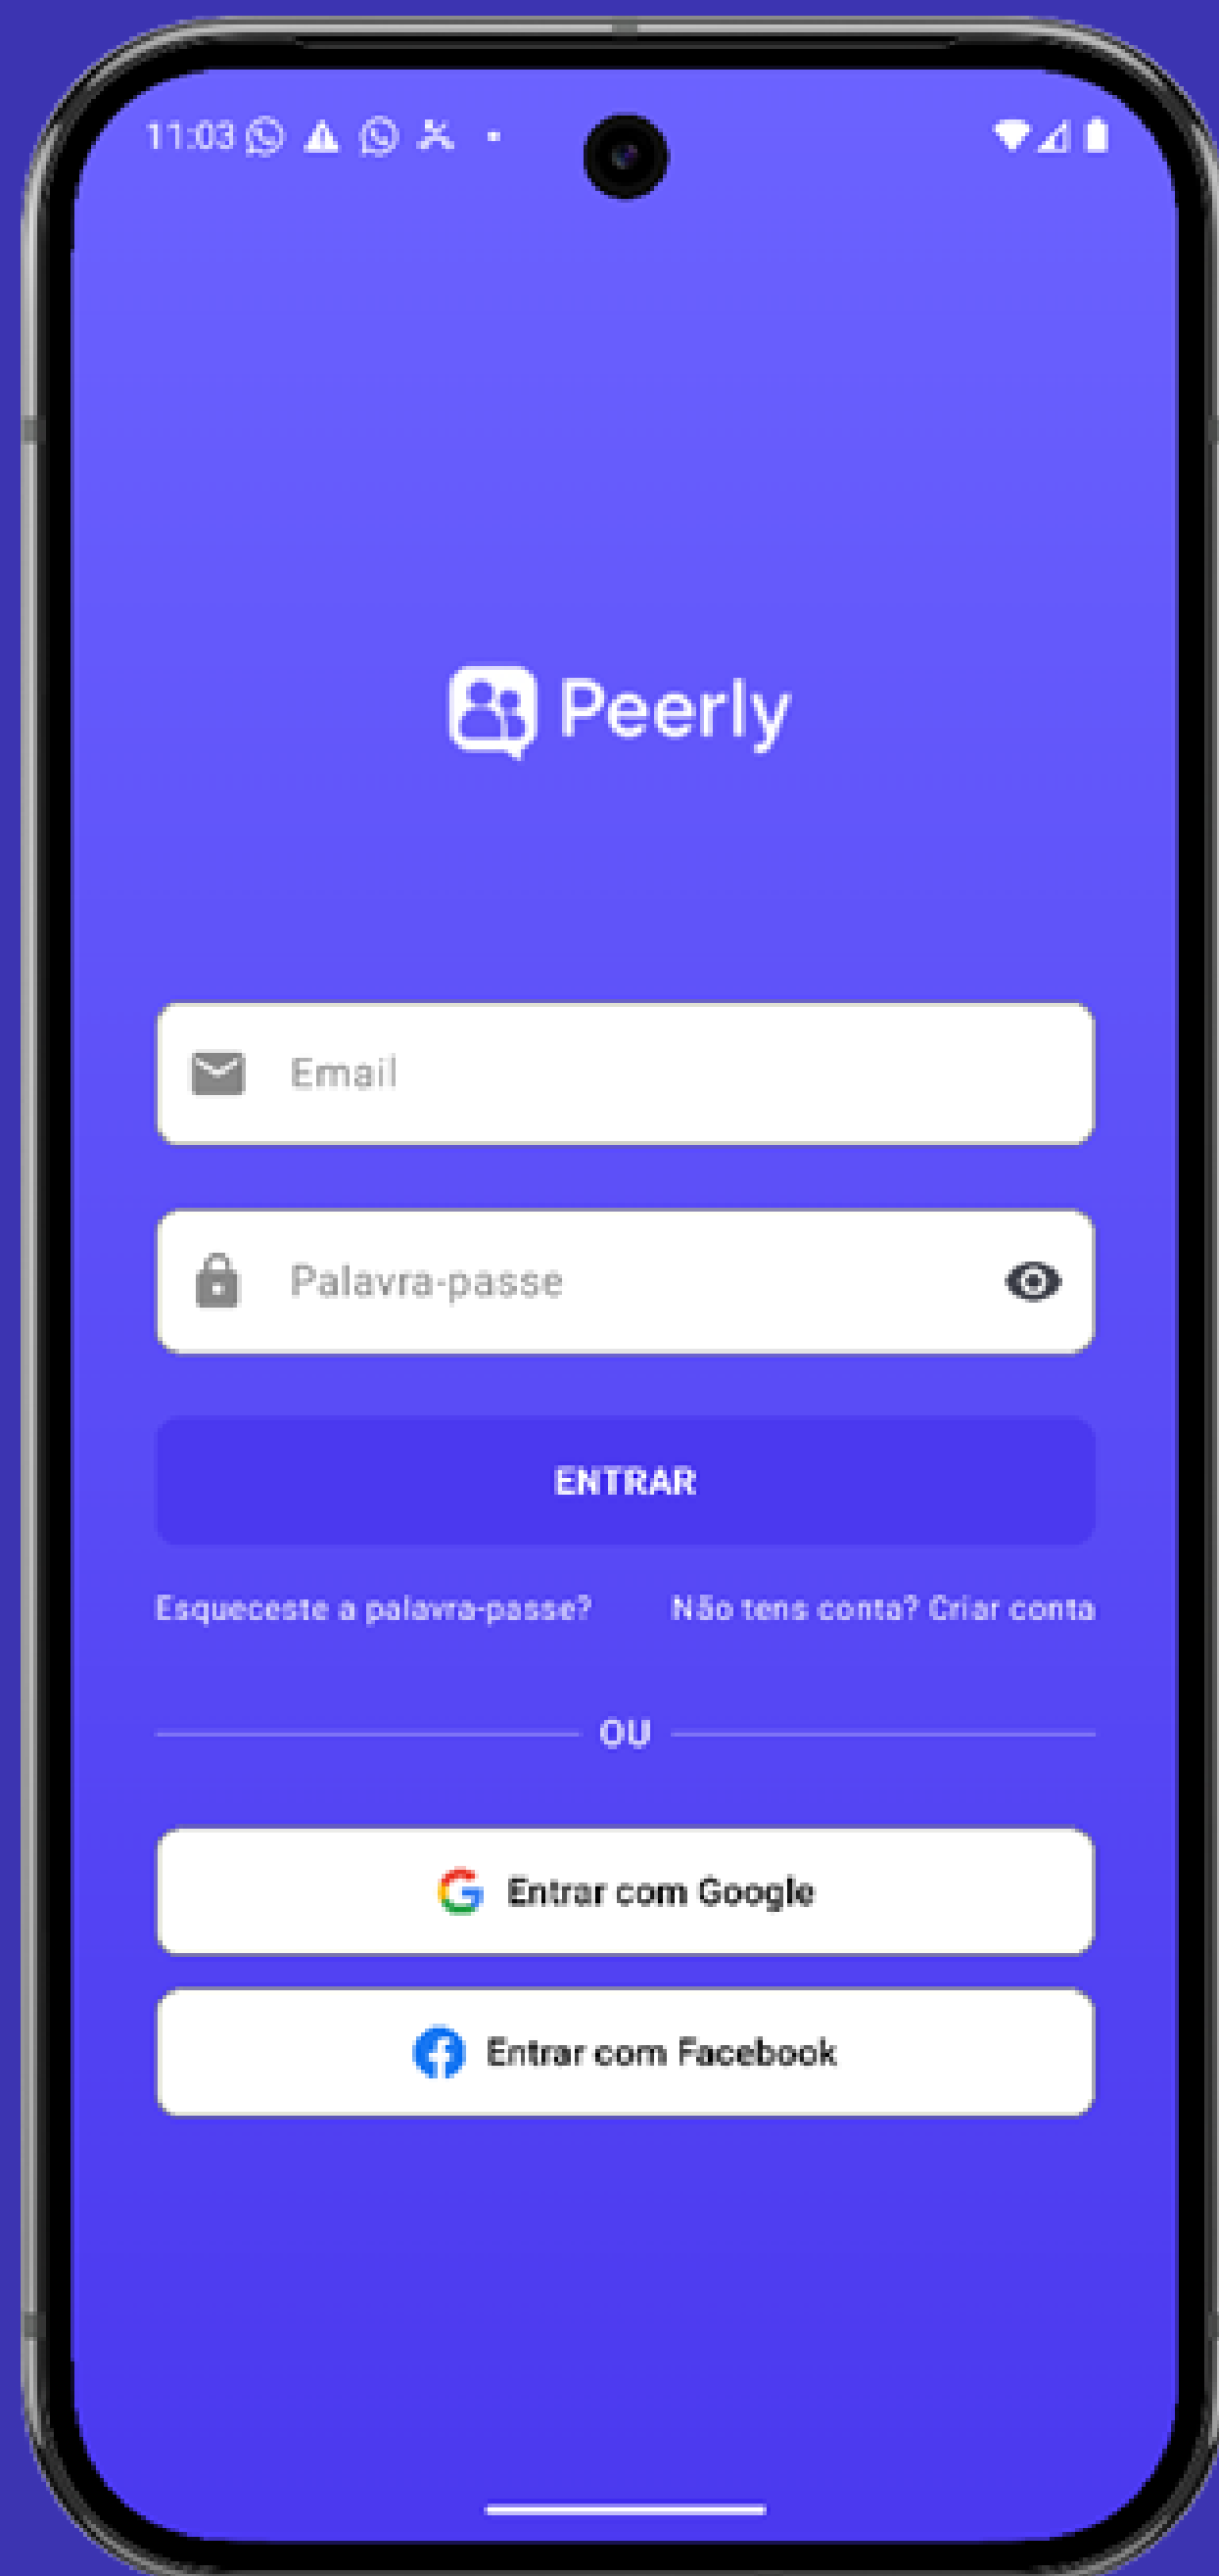 11:03
Peerly
Email
Palavra-passe
ENTRAR
Esqueceste a palavra-passe? Não tens conta? Criar conta
OU
Entrar com Google
Entrar com Facebook